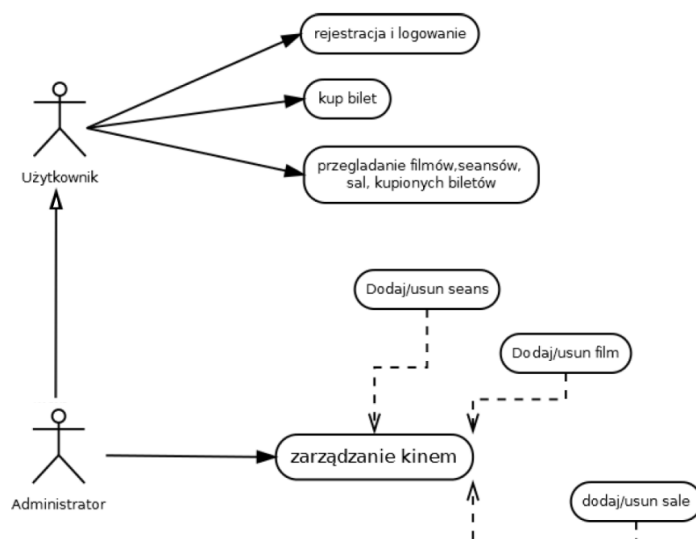 rejestracja i logowanie
kup bilet
Użytkownik
przegladanie filmów,seansów,
sal, kupionych biletów
Dodaj/usun seans
Dodaj/usun film
zarządzanie kinem
Administrator
dodaj/usun sale